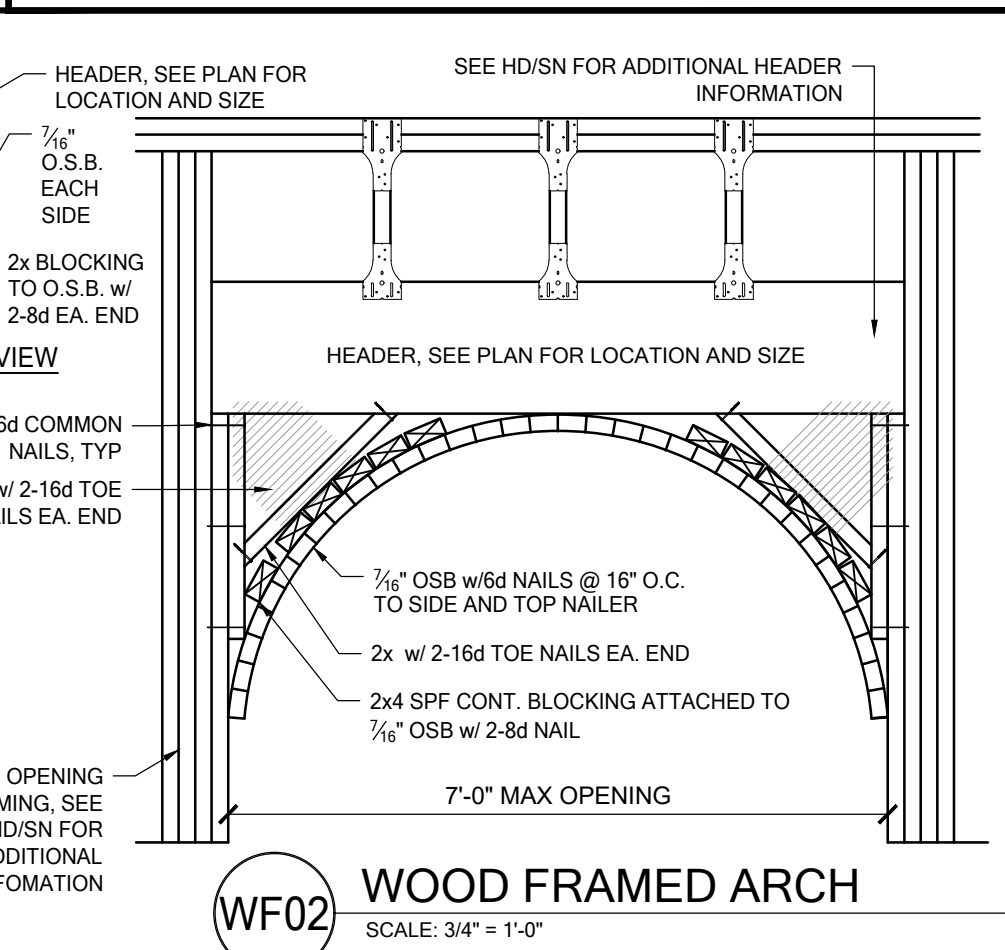 HEADER, SEE PLAN FOR
LOCATION AND SIZE
SEE HD/SN FOR ADDITIONAL HEADER
INFORMATION
7/16"
O.S.B.
EACH
SIDE
2x BLOCKING
TO O.S.B. w/
2-8d EA. END
VIEW
HEADER, SEE PLAN FOR LOCATION AND SIZE
6d COMMON
NAILS, TYP
w/ 2-16d TOE
AILS EA. END
7/16" OSB w/6d NAILS @ 16" O.C.
TO SIDE AND TOP NAILER
2x w/ 2-16d TOE NAILS EA. END
2x4 SPF CONT. BLOCKING ATTACHED TO
7/16" OSB w/ 2-8d NAIL
OPENING
MING, SEE
HD/SN FOR
DDITIONAL
FOMATION
7'-0" MAX OPENING
WF02
WOOD FRAMED ARCH
SCALE: 3/4" = 1'-0"